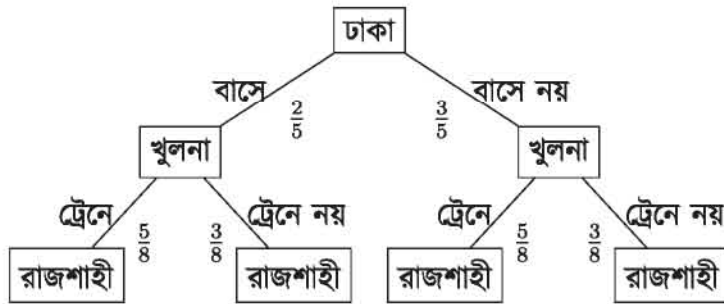 ঢাকা
বাসে বাসে নয়
2/5 3/5
খুলনা খুলনা
ট্রেনে ট্রেনে নয় ট্রেনে ট্রেনে নয়
5/8 3/8 5/8 3/8
রাজশাহী রাজশাহী রাজশাহী রাজশাহী